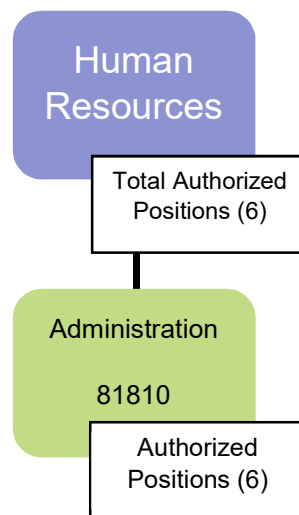 Human
Resources
Total Authorized
Positions (6)
Administration
81810
Authorized
Positions (6)